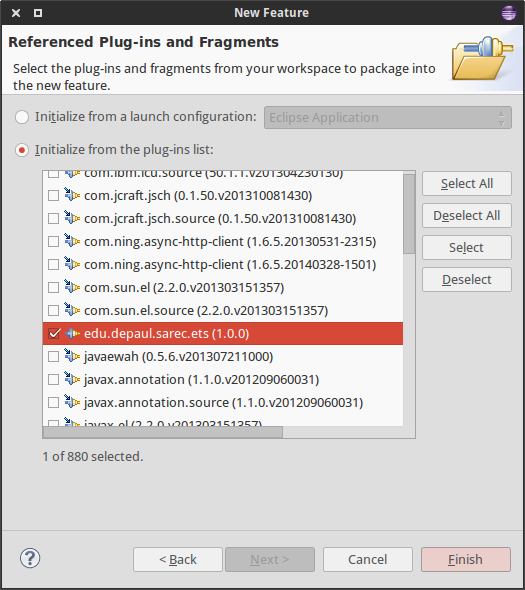 New Feature
Referenced Plug-ins and Fragments
Select the plug-ins and fragments from your workspace to package into
the new feature.
Initialize from a launch configuration:
Eclipse Application
Initialize from the plug-ins list:
com.ibm.icu.source (50.1.1.v201304230130)
com.jcraft.jsch (0.1.50.v201310081430)
com.jcraft.jsch.source (0.1.50.v201310081430)
com.ning.async-http-client (1.6.5.20130531-2315)
com.ning.async-http-client (1.6.5.20140328-1501)
com.sun.el (2.2.0.v201303151357)
com.sun.el.source (2.2.0.v201303151357)
edu.depaul.sarec.ets (1.0.0)
javaewah (0.5.6.v201307211000)
javax.annotation (1.1.0.v201209060031)
javax.annotation.source (1.1.0.v201209060031)
javax.el (2.2.0.v201303151357)
Select All
Deselect All
Select
Deselect
1 of 880 selected.
?
< Back
Next >
Cancel
Finish